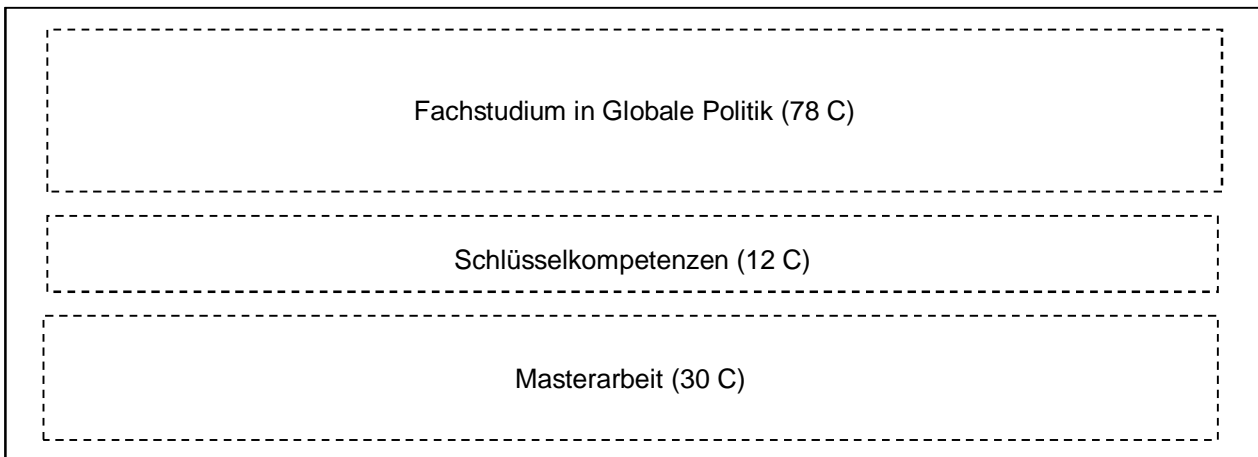 Fachstudium in Globale Politik (78 C)
Schlüsselkompetenzen (12 C)
Masterarbeit (30 C)